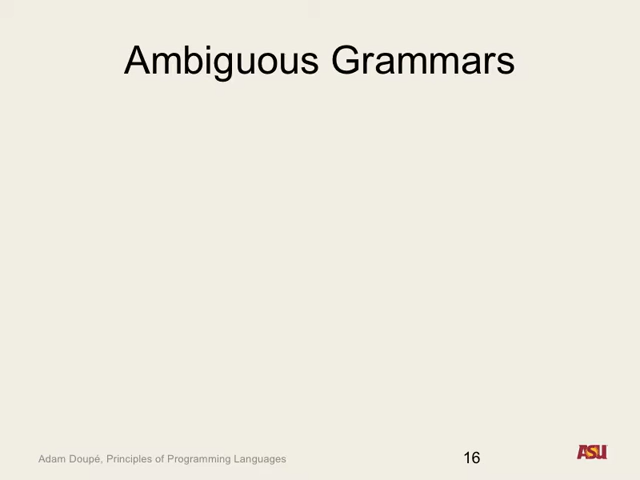 Ambiguous Grammars
Adam Doupé, Principles of Programming Languages
16
ASU